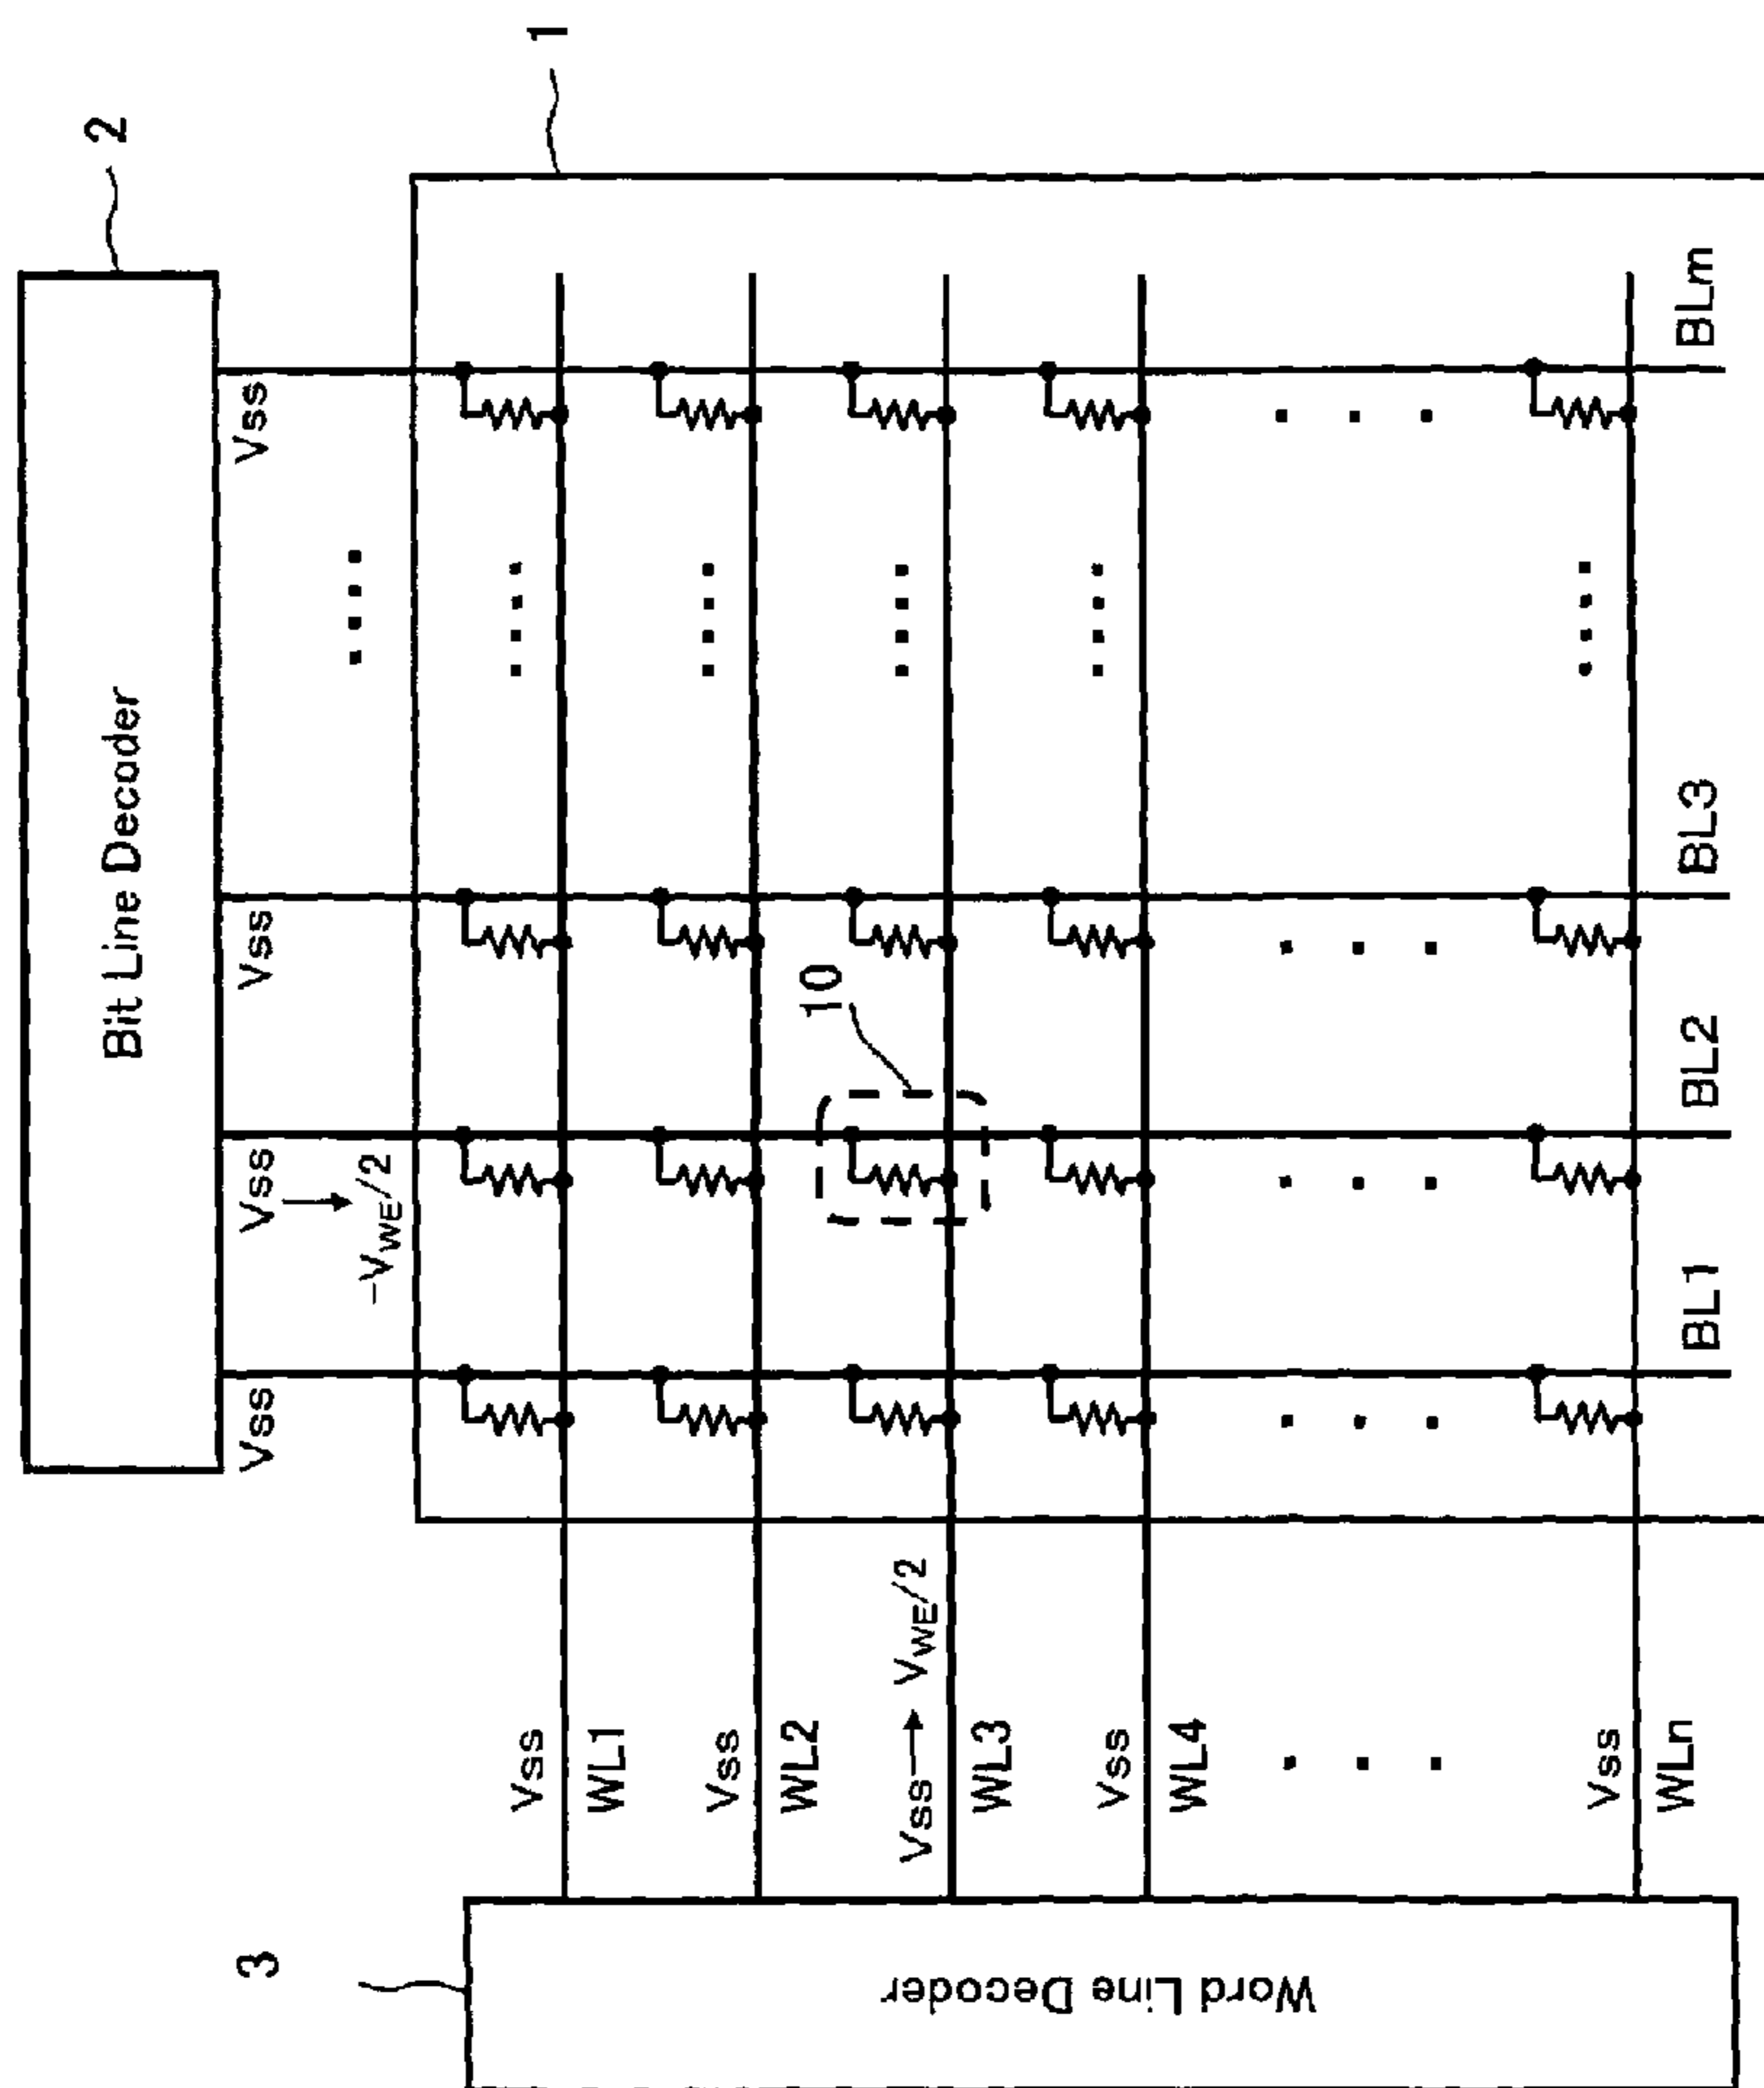 1
2
Bit Line Decoder
Vss
Vss
Vss
Vss
-VWE/2
10
3
Word Line Decoder
Vss
WL1
Vss
WL2
Vss VWE/2
WL3
Vss
WL4
Vss
WLn
BL1
BL2
BL3
BLm